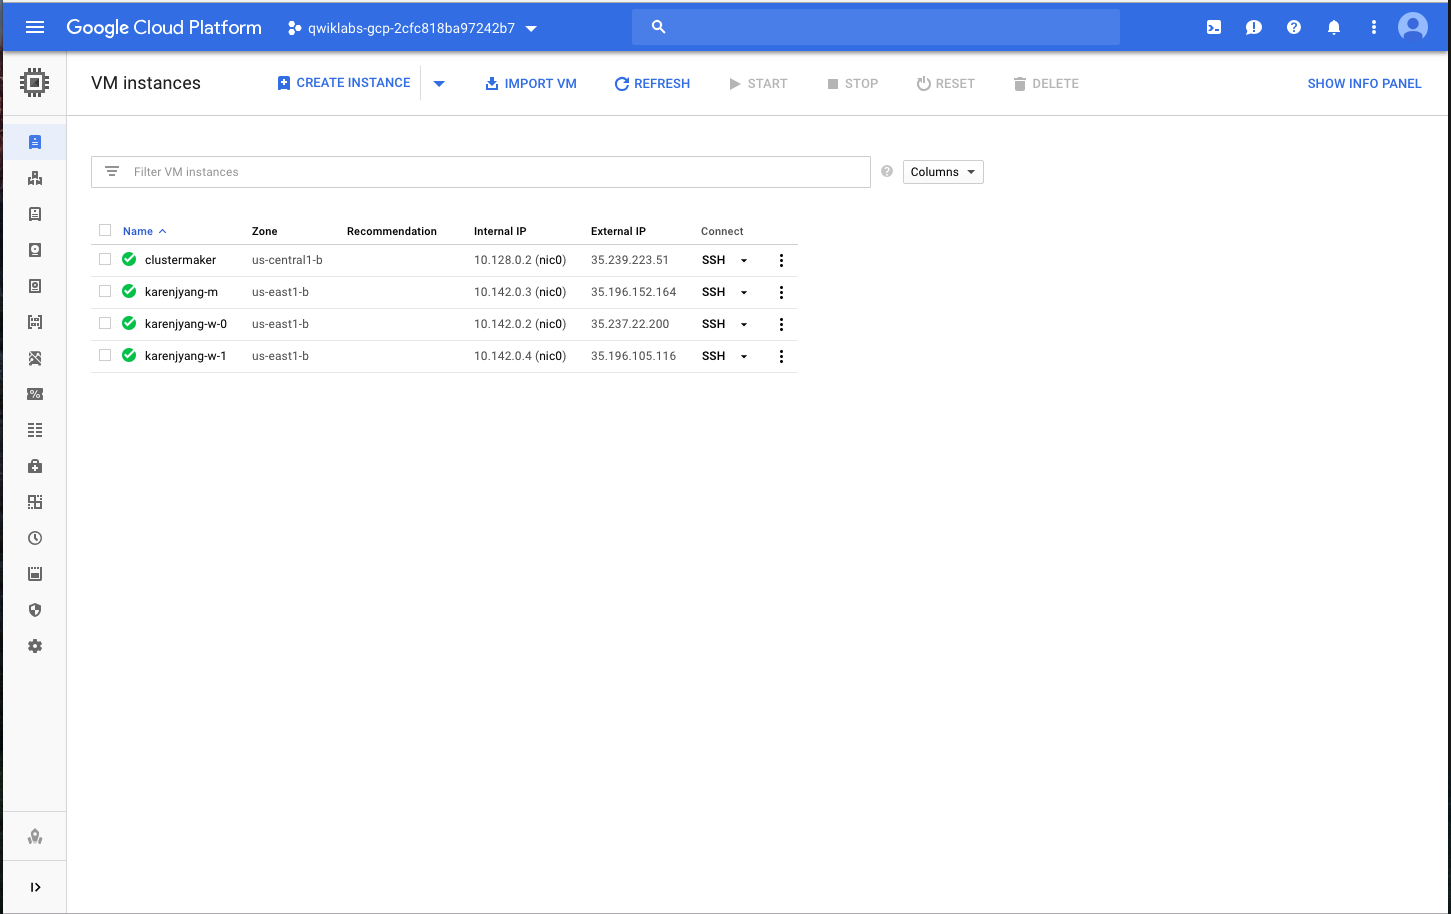 Google Cloud Platform qwiklabs-gcp-2cfc818ba97242b7
VM instances CREATE INSTANCE IMPORT VM REFRESH START STOP RESET DELETE SHOW INFO PANEL
Filter VM instances Columns
Name Zone Recommendation Internal IP External IP Connect
clustermaker us-central1-b 10.128.0.2 (nic0) 35.239.223.51 SSH
karenjyang-m us-east1-b 10.142.0.3 (nic0) 35.196.152.164 SSH
karenjyang-w-0 us-east1-b 10.142.0.2 (nic0) 35.237.22.200 SSH
karenjyang-w-1 us-east1-b 10.142.0.4 (nic0) 35.196.105.116 SSH